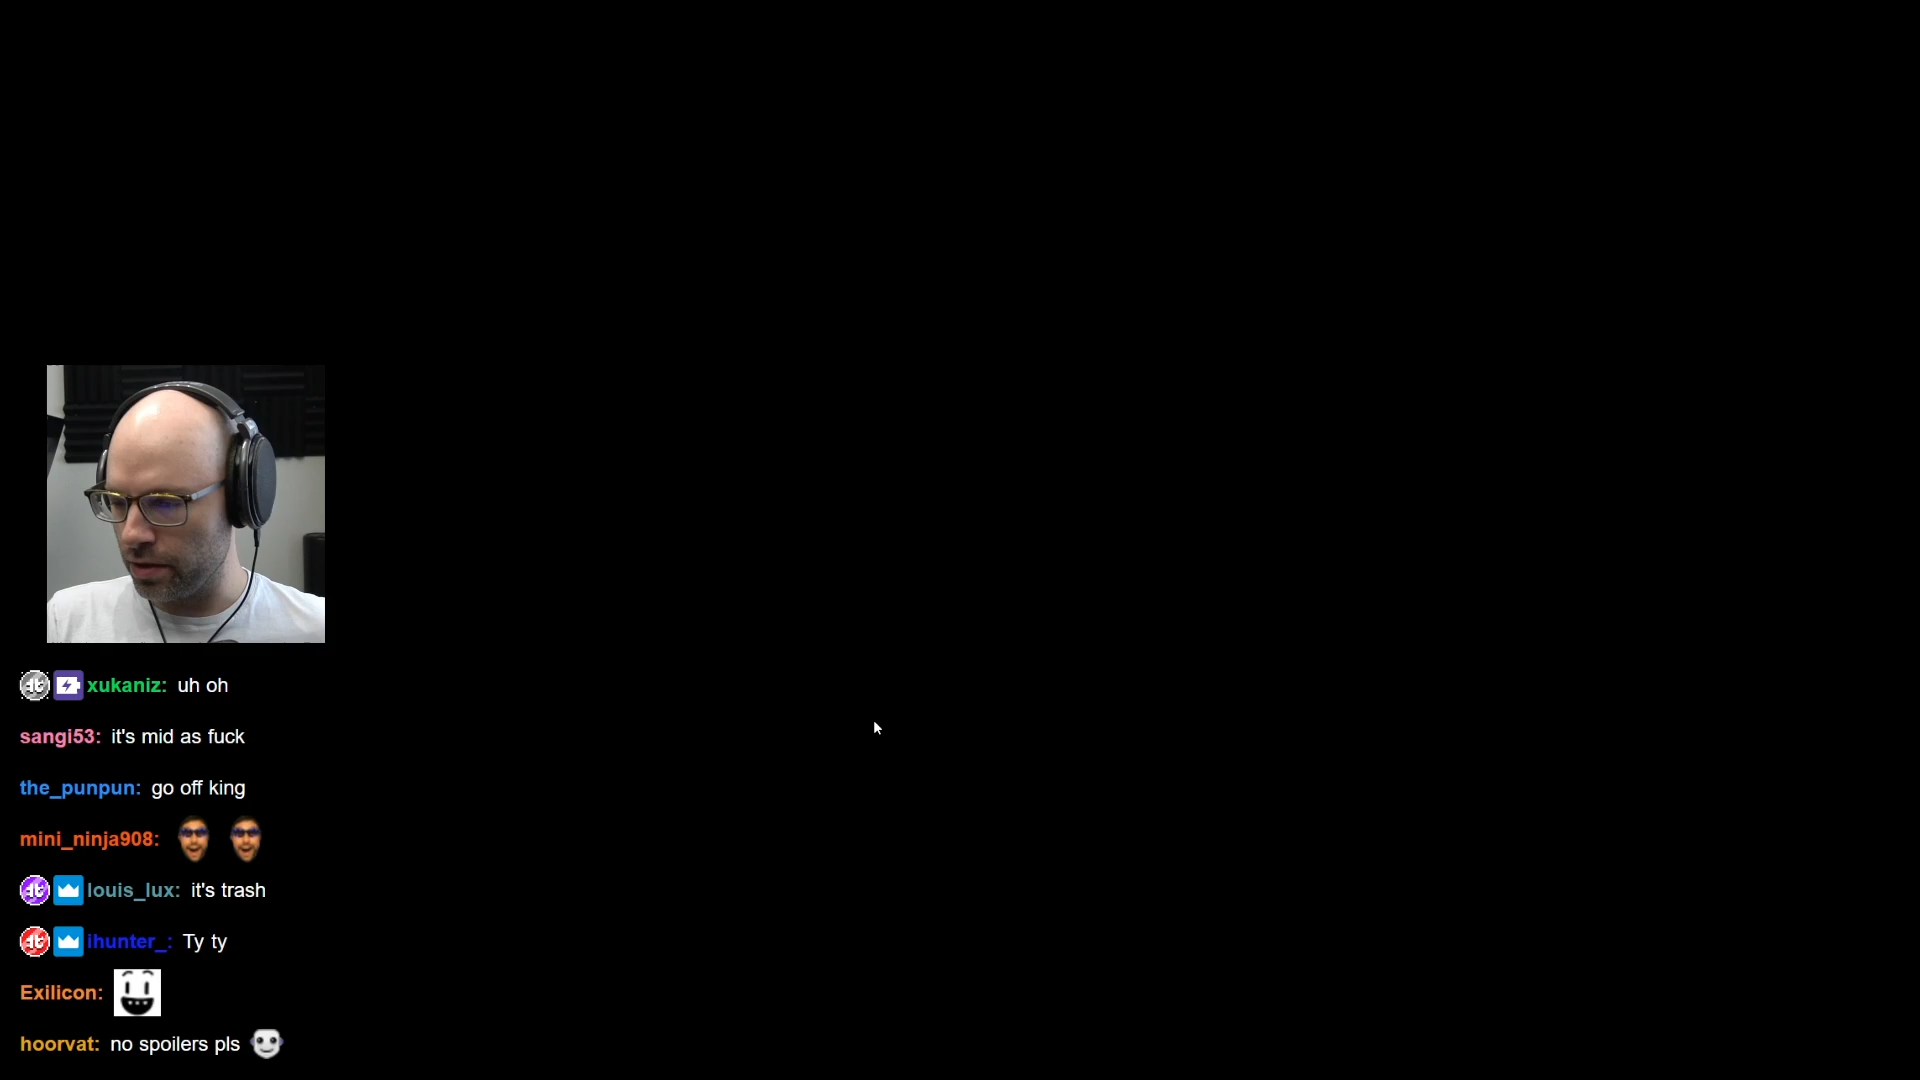 xukaniz: uh oh
sangi53: it's mid as fuck
the_punpun: go off king
mini_ninja908:
louis_lux: it's trash
ihunter_: Ty ty
Exilicon:
hoorvat: no spoilers pls